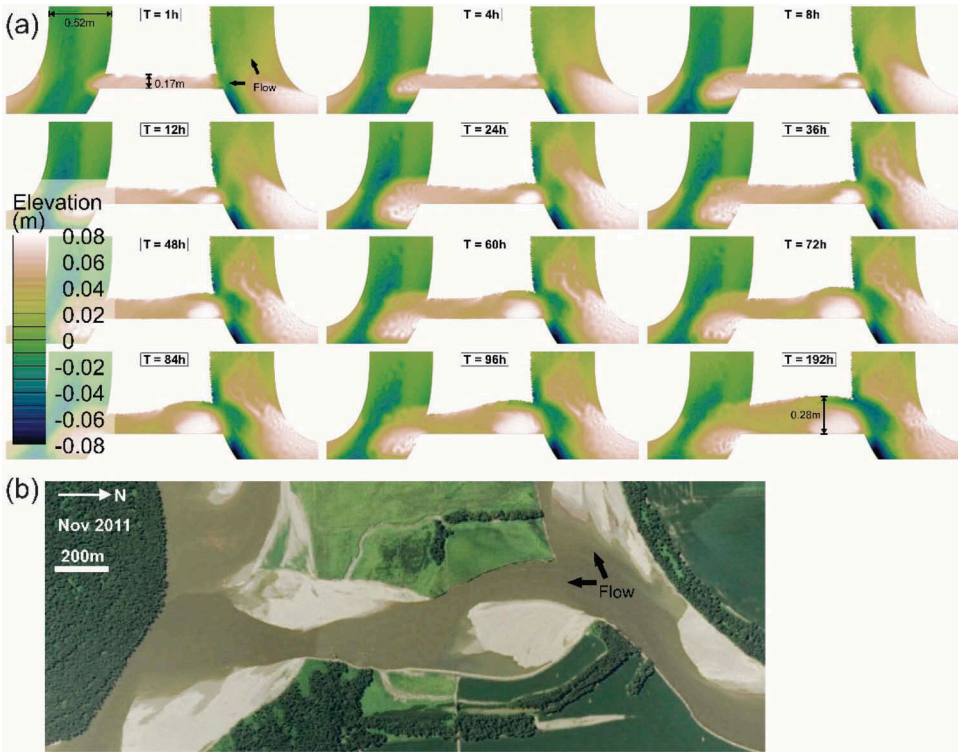 (a)
0.52m
T = 1h
T = 4h
T = 8h
0.17m
Flow
T = 12h
T = 24h
T = 36h
Elevation
(m)
0.08
0.06
0.04
0.02
0
-0.02
-0.04
-0.06
-0.08
T = 48h
T = 60h
T = 72h
T = 84h
T = 96h
T = 192h
0.28m
(b)
N
Nov 2011
200m
Flow